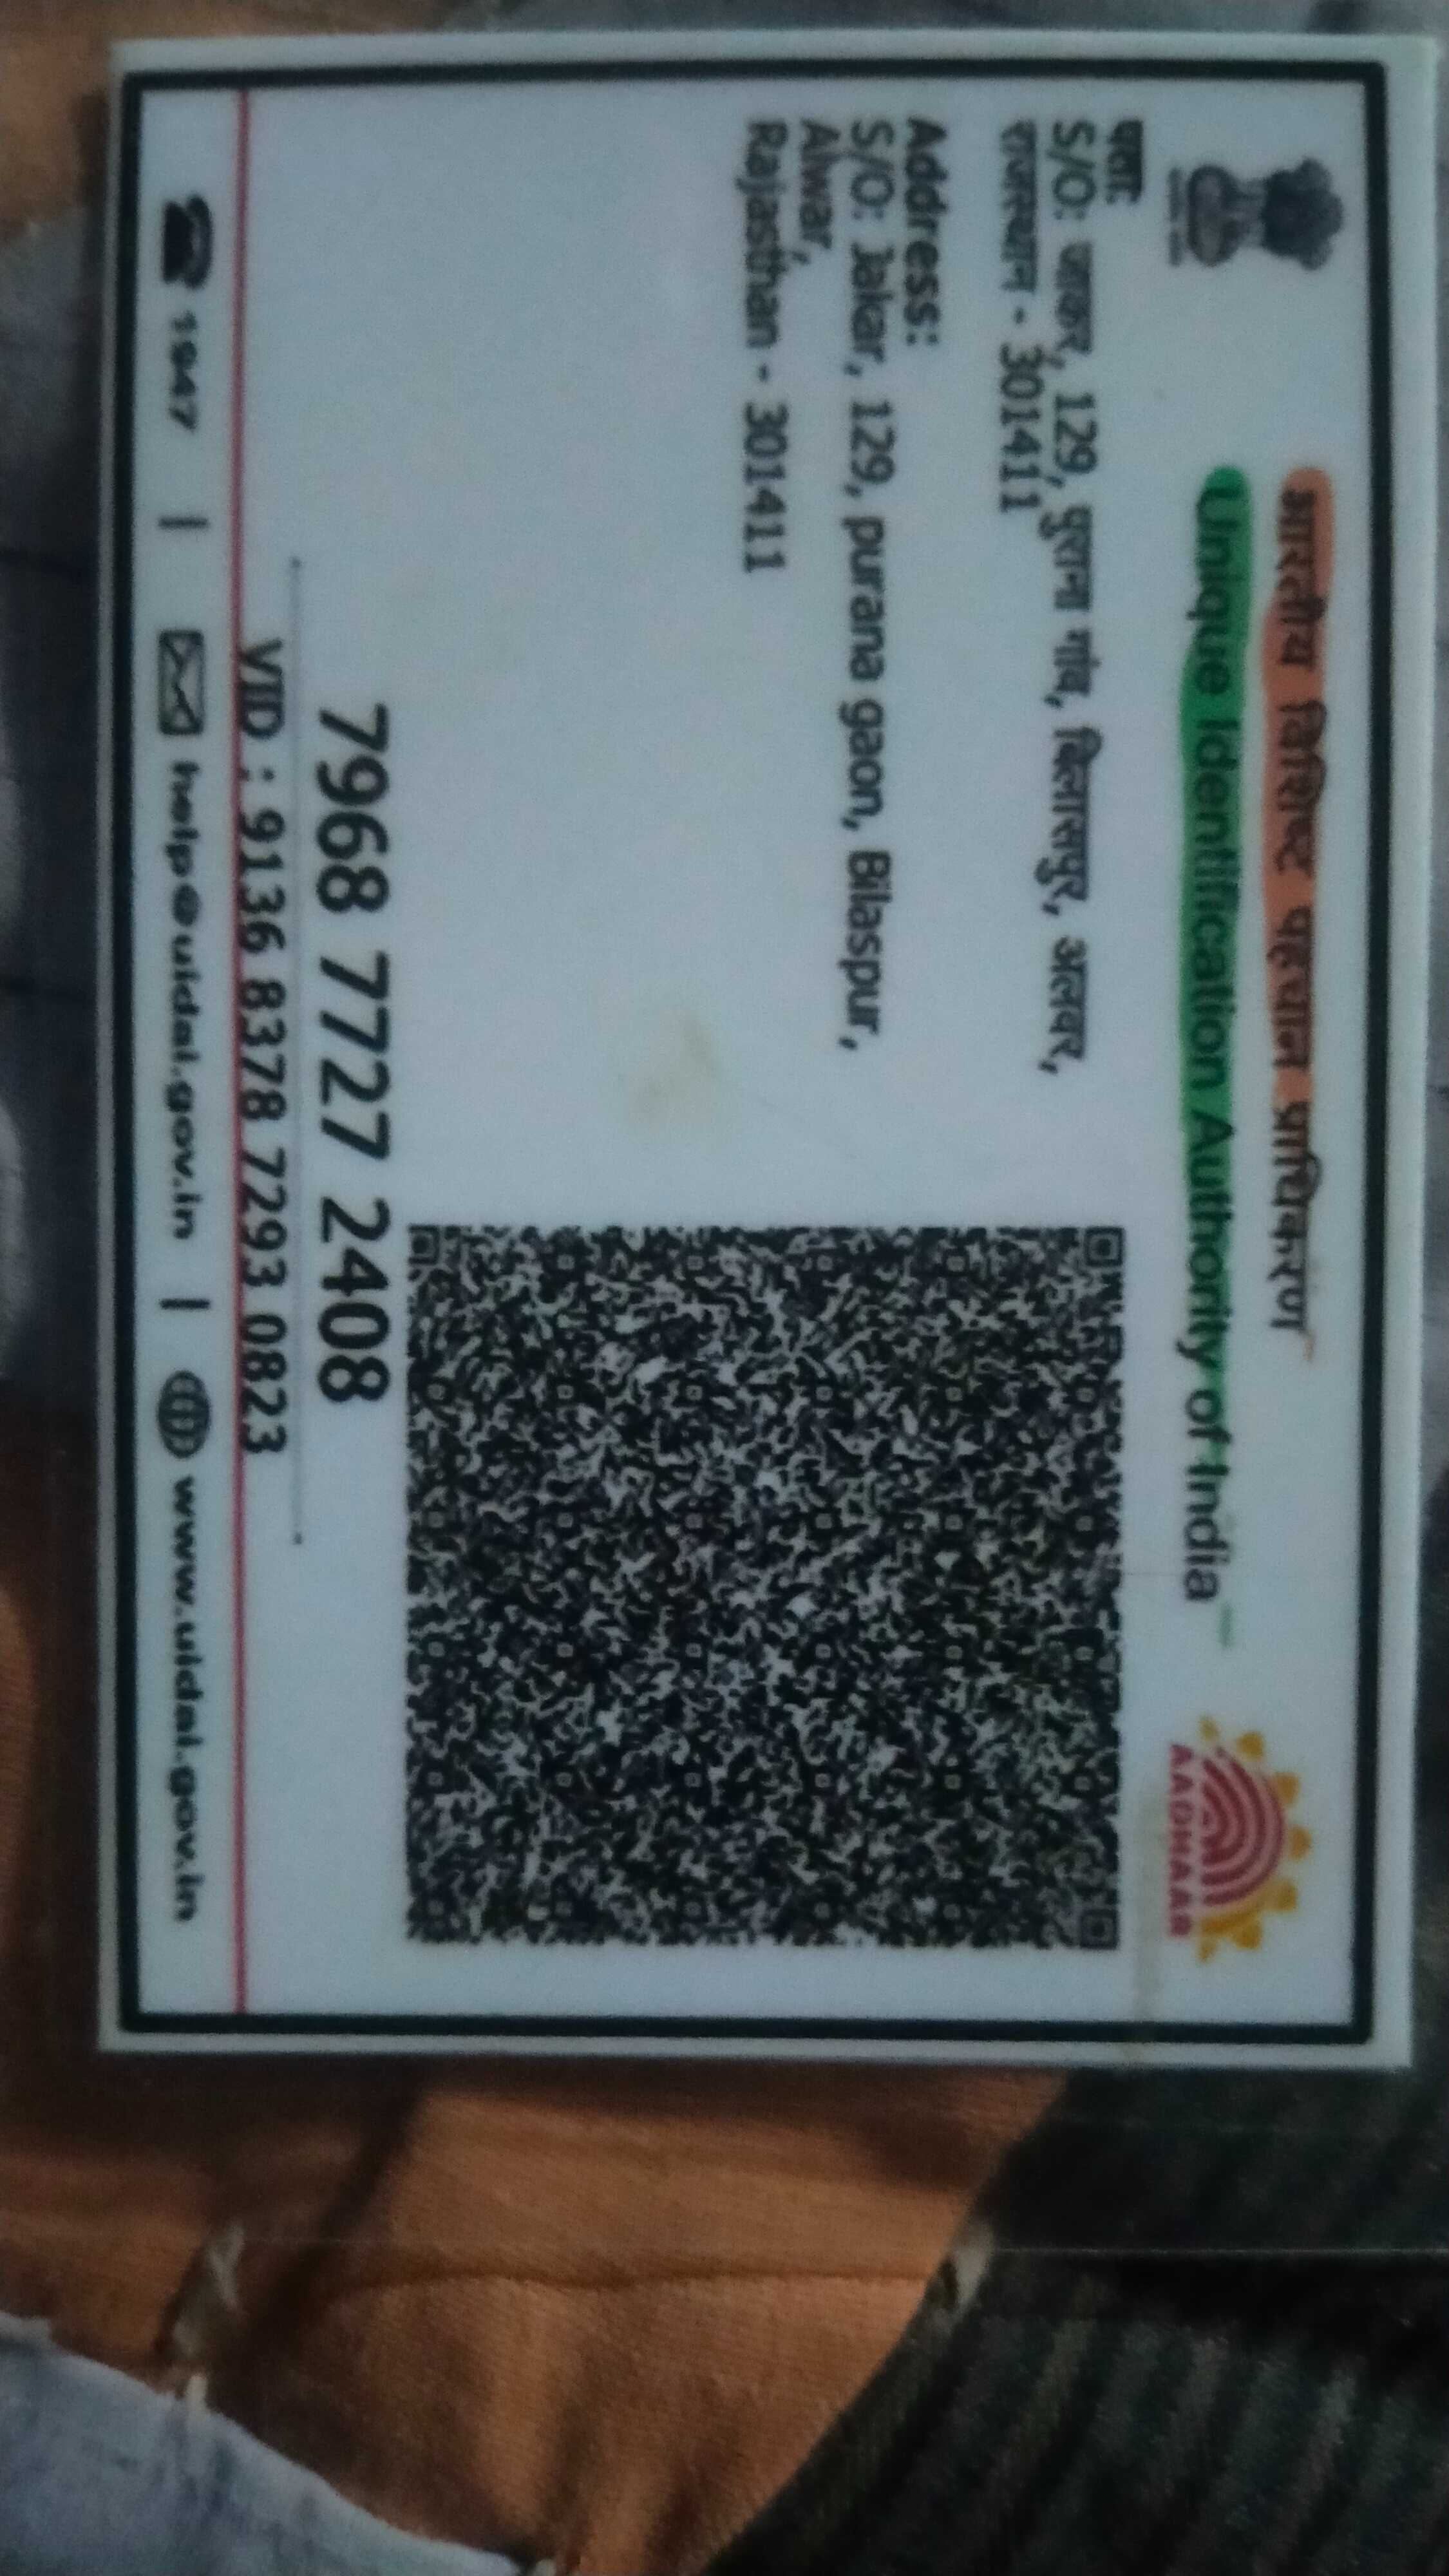 भारतीय विशिष्ट पहचान प्राधिकरण
Unique Identification Authority of India
AADHAAR
पता:
S/O: जाकर, 129, पुराना गांव, बिलासपुर, अलवर,
राजस्थान - 301411
Address:
S/O: Jakar, 129, purana gaon, Bilaspur,
Alwar,
Rajasthan - 301411
7968 7727 2408
VID : 9136 8378 7293 0823
1947 | help@uidai.gov.in | www.uidai.gov.in